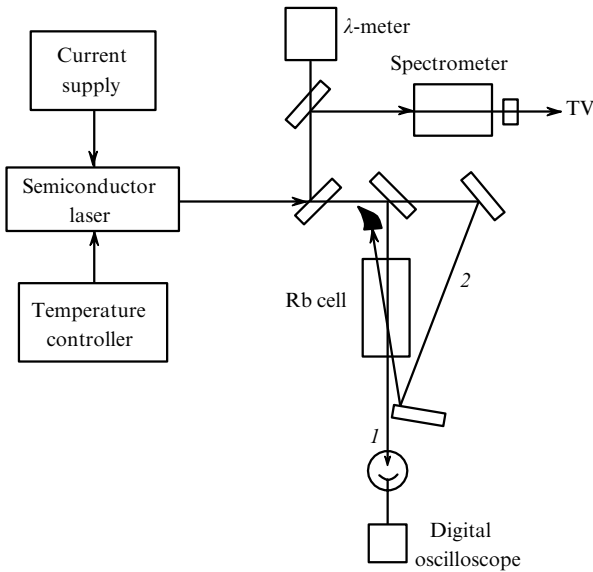 λ-meter
Current
supply
Spectrometer
TV
Semiconductor
laser
2
Rb cell
Temperature
controller
1
Digital
oscilloscope